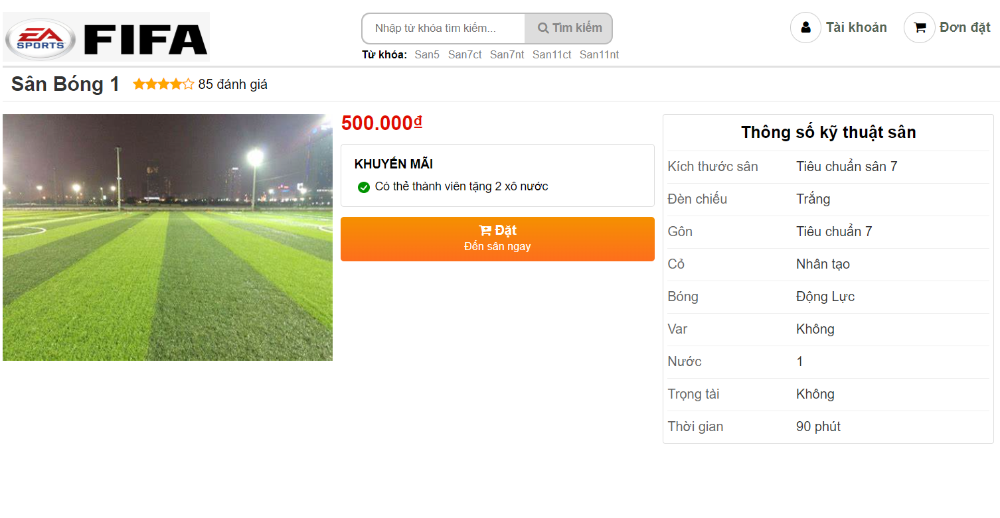 EA SPORTS FIFA
Nhập từ khóa tìm kiếm... Tìm kiếm
Tài khoản Đơn đặt
Từ khóa: San5 San7ct San7nt San11ct San11nt
Sân Bóng 1 85 đánh giá
500.000₫
KHUYẾN MÃI
Có thẻ thành viên tặng 2 xô nước
Đặt
Đến sân ngay
Thông số kỹ thuật sân
Kích thước sân Tiêu chuẩn sân 7
Đèn chiếu Trắng
Gôn Tiêu chuẩn 7
Cỏ Nhân tạo
Bóng Động Lực
Var Không
Nước 1
Trọng tài Không
Thời gian 90 phút